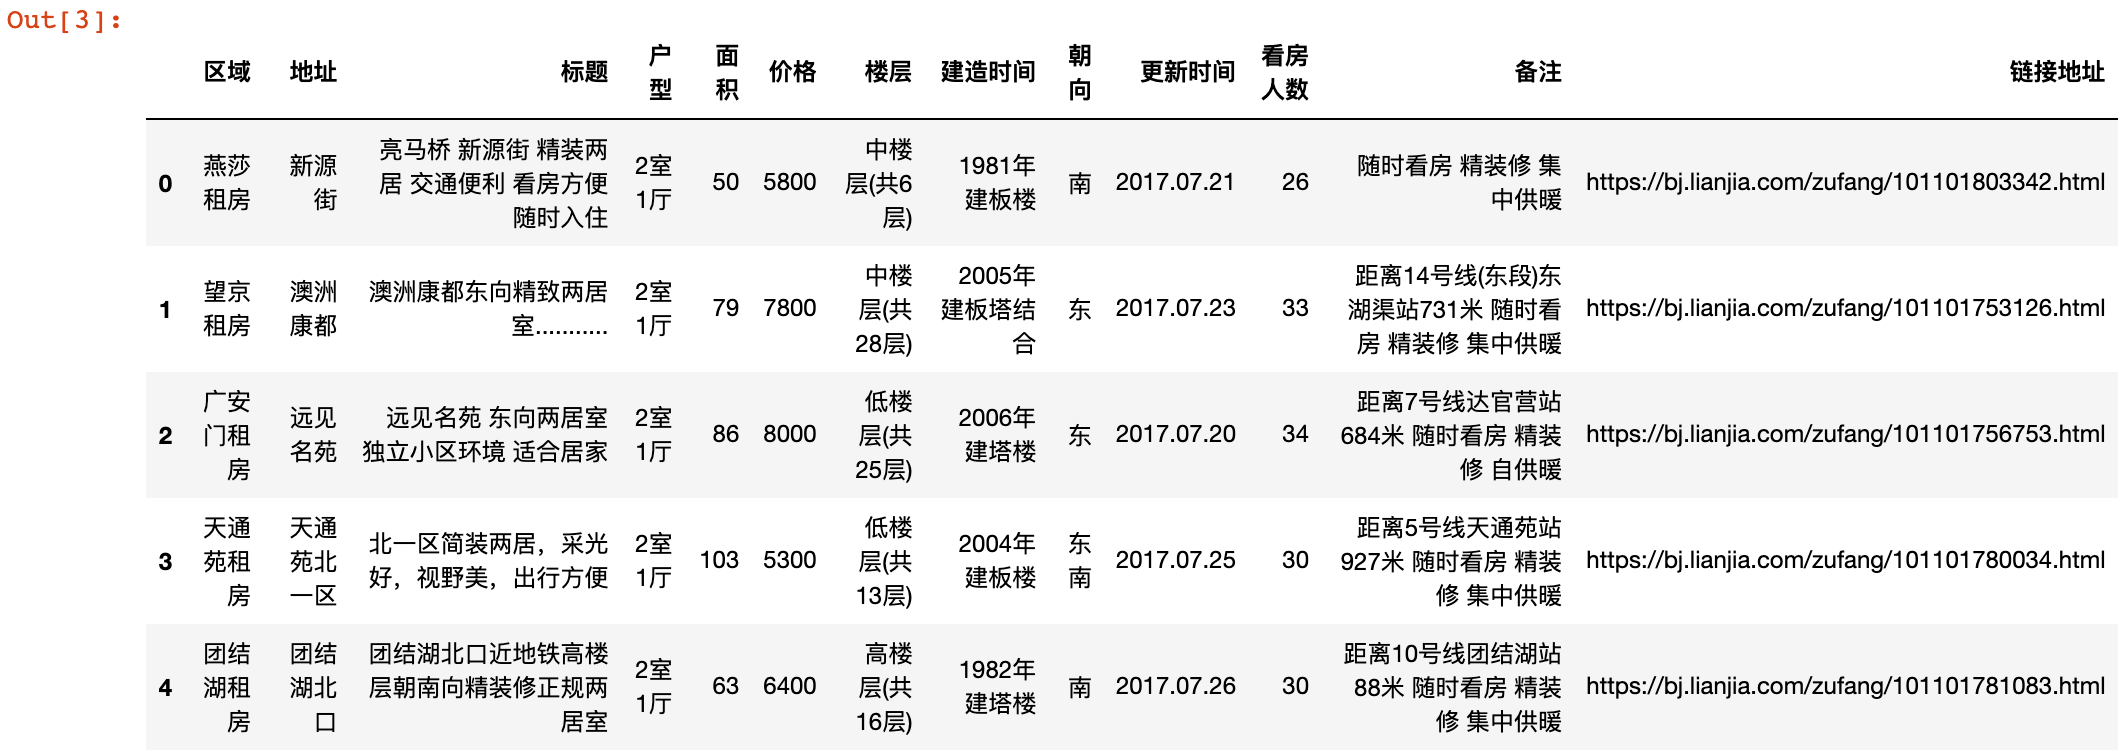 Out[3]:
区域 地址 标题 户型 面积 价格 楼层 建造时间 朝向 更新时间 看房人数 备注 链接地址
0 燕莎租房 新源街 亮马桥 新源街 精装两居 交通便利 看房方便 随时入住 2室1厅 50 5800 中楼层(共6层) 1981年建板楼 南 2017.07.21 26 随时看房 精装修 集中供暖 https://bj.lianjia.com/zufang/101101803342.html
1 望京租房 澳洲康都 澳洲康都东向精致两居室........... 2室1厅 79 7800 中楼层(共28层) 2005年建板塔结合 东 2017.07.23 33 距离14号线(东段)东湖渠站731米 随时看房 精装修 集中供暖 https://bj.lianjia.com/zufang/101101753126.html
2 广安门租房 远见名苑 远见名苑 东向两居室 独立小区环境 适合居家 2室1厅 86 8000 低楼层(共25层) 2006年建塔楼 东 2017.07.20 34 距离7号线达官营站684米 随时看房 精装修 自供暖 https://bj.lianjia.com/zufang/101101756753.html
3 天通苑租房 天通苑北一区 北一区简装两居，采光好，视野美，出行方便 2室1厅 103 5300 低楼层(共13层) 2004年建板楼 东南 2017.07.25 30 距离5号线天通苑站927米 随时看房 精装修 集中供暖 https://bj.lianjia.com/zufang/101101780034.html
4 团结湖租房 团结湖北口 团结湖北口近地铁高楼层朝南向精装修正规两居室 2室1厅 63 6400 高楼层(共16层) 1982年建塔楼 南 2017.07.26 30 距离10号线团结湖站88米 随时看房 精装修 集中供暖 https://bj.lianjia.com/zufang/101101781083.html